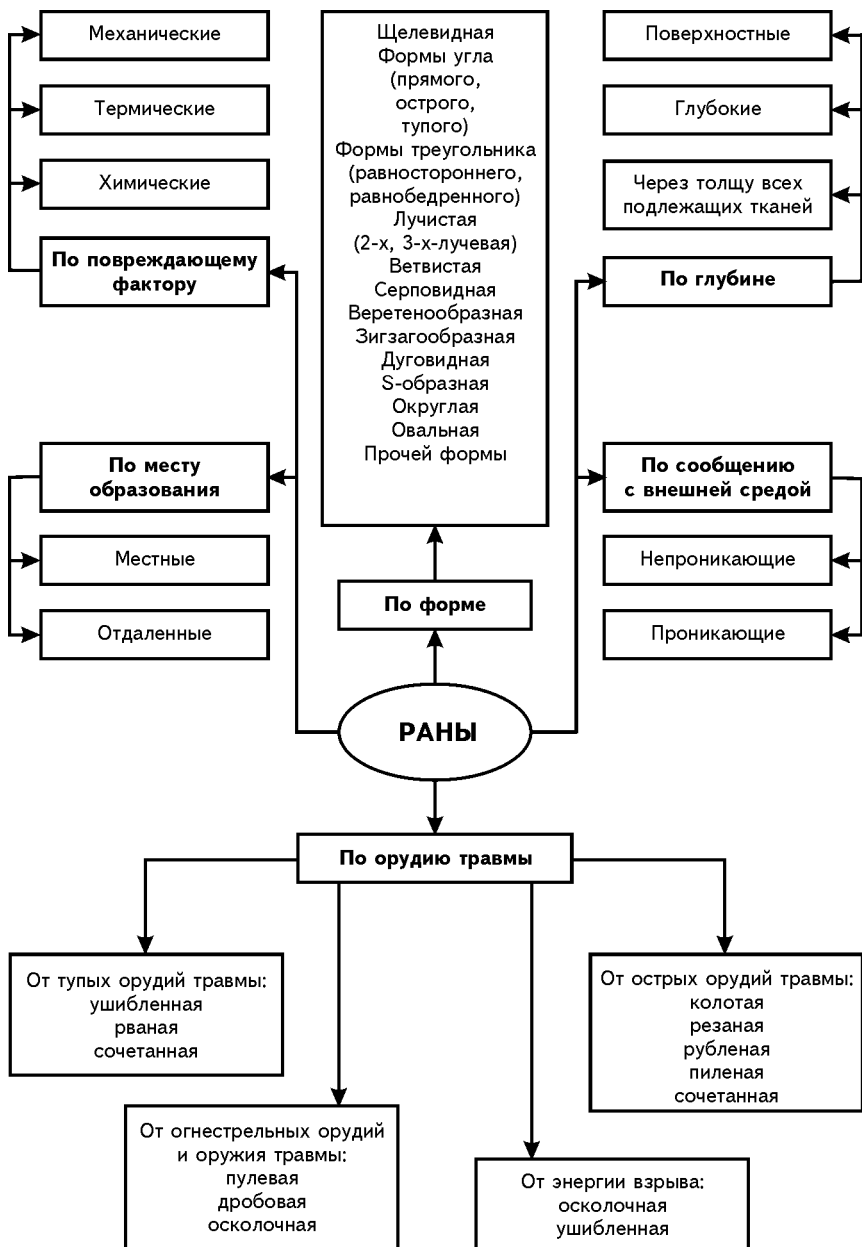 Механические
Термические
Химические
По повреждающему
фактору
По месту
образования
Местные
Отдаленные
Щелевидная
Формы угла
(прямого,
острого,
тупого)
Формы треугольника
(равностороннего,
равнобедренного)
Лучистая
(2-х, 3-х-лучевая)
Ветвистая
Серповидная
Веретенообразная
Зигзагообразная
Дуговидная
S-образная
Округлая
Овальная
Прочей формы
По форме
РАНЫ
Поверхностные
Глубокие
Через толщу всех
подлежащих тканей
По глубине
По сообщению
с внешней средой
Непроникающие
Проникающие
По орудию травмы
От тупых орудий травмы:
ушибленная
рваная
сочетанная
От огнестрельных орудий
и оружия травмы:
пулевая
дробовая
осколочная
От энергии взрыва:
осколочная
ушибленная
От острых орудий травмы:
колотая
резаная
рубленая
пиленая
сочетанная